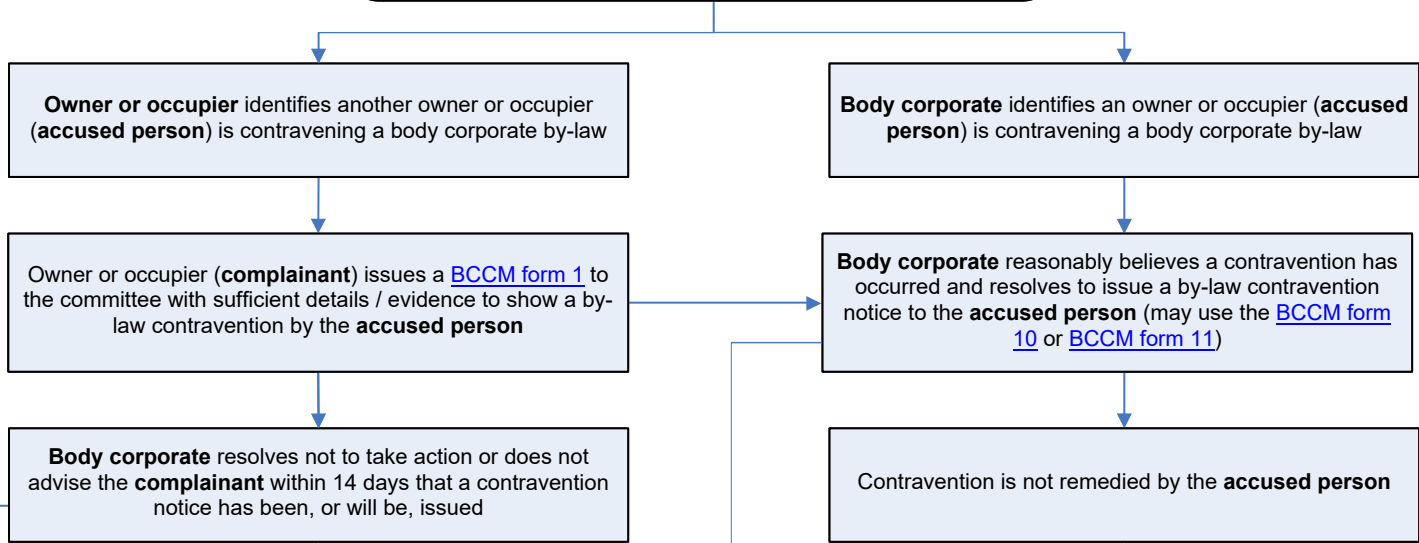 Owner or occupier identifies another owner or occupier
(accused person) is contravening a body corporate by-law
Body corporate identifies an owner or occupier (accused
person) is contravening a body corporate by-law
Owner or occupier (complainant) issues a BCCM form 1 to
the committee with sufficient details / evidence to show a by-
law contravention by the accused person
Body corporate reasonably believes a contravention has
occurred and resolves to issue a by-law contravention
notice to the accused person (may use the BCCM form
10 or BCCM form 11)
Body corporate resolves not to take action or does not
advise the complainant within 14 days that a contravention
notice has been, or will be, issued
Contravention is not remedied by the accused person